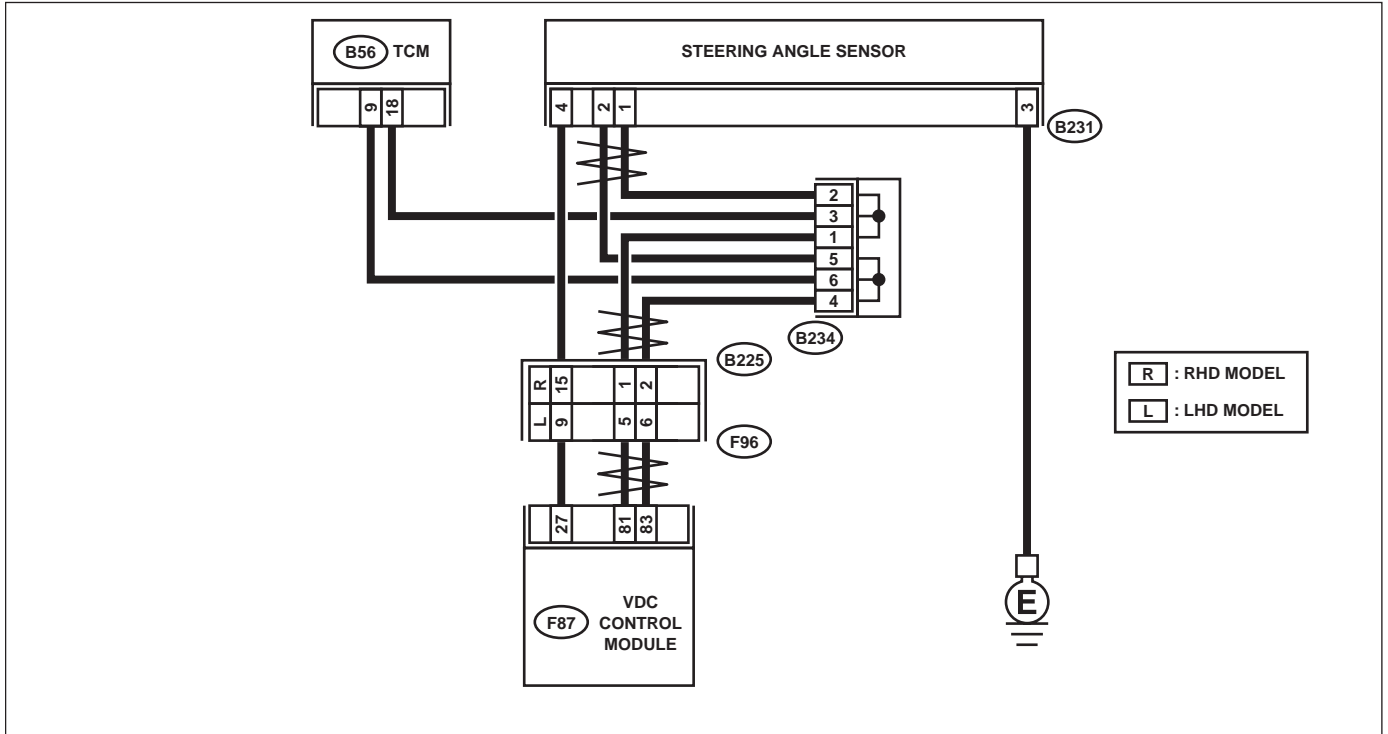 B56 TCM
STEERING ANGLE SENSOR
9 18
4 2 1 3
B231
2
3
1
5
6
4
B234
B225
R 15 1 2
L 9 5 6
F96
R : RHD MODEL
L : LHD MODEL
27 81 83
F87
VDC
CONTROL
MODULE
E